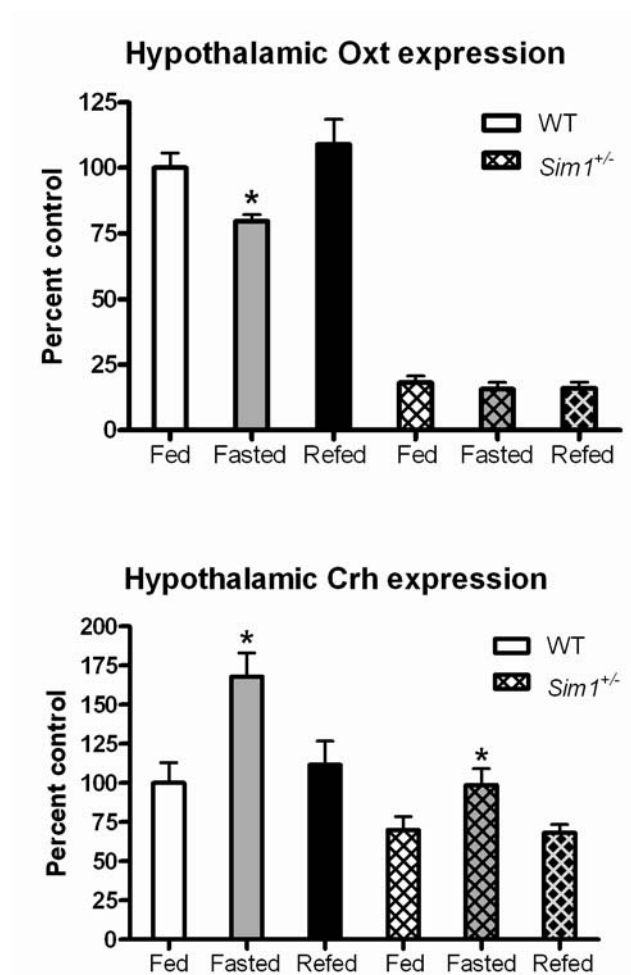 Hypothalamic Oxt expression
Percent control
125
100
75
50
25
0
WT
Sim1+/-
*
Fed Fasted Refed Fed Fasted Refed
Hypothalamic Crh expression
Percent control
200
175
150
125
100
75
50
25
0
WT
Sim1+/-
*
*
Fed Fasted Refed Fed Fasted Refed